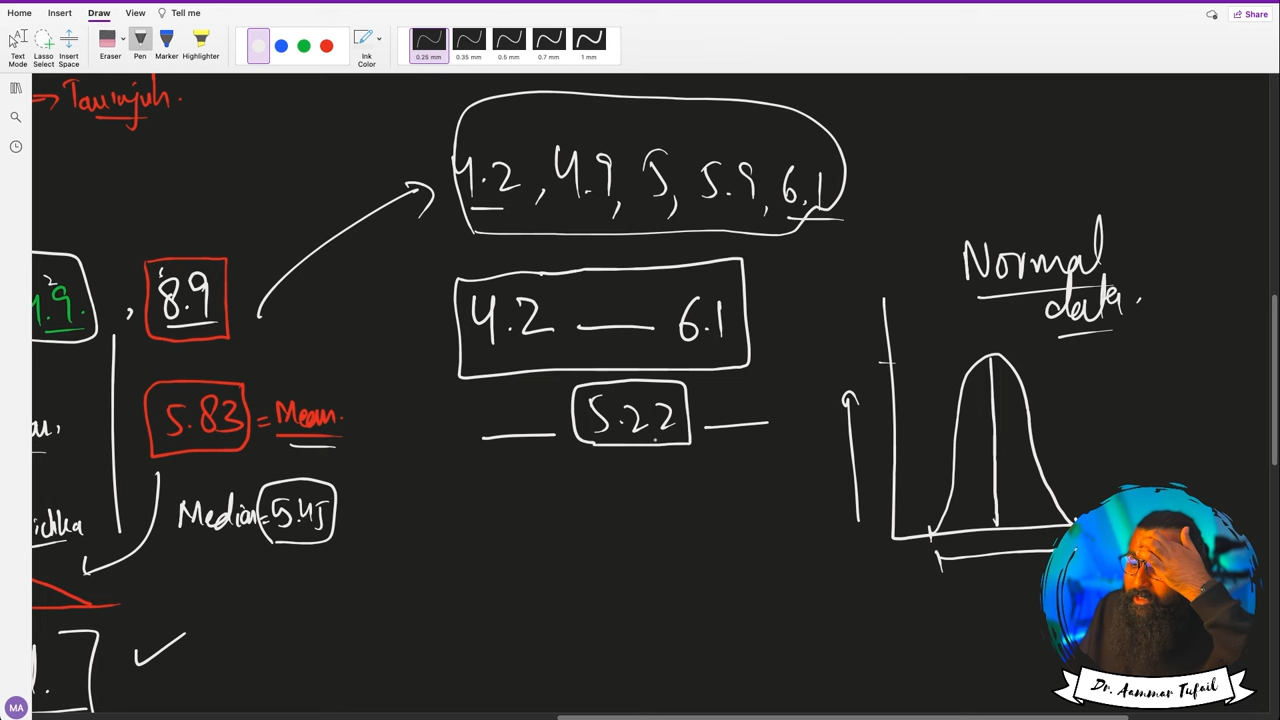 Home Insert Draw View Tell me
Share
Text Mode Lasso Select Insert Space Eraser Pen Marker Highlighter Ink Color 0.25 mm 0.35 mm 0.5 mm 0.7 mm 1 mm
4.2, 4.9, 5, 5.9, 6.1
Normal
data.
8.9
4.2 — 6.1
5.83 = Mean.
5.22
Median = 5.45
MA
Dr. Aammar Tufail